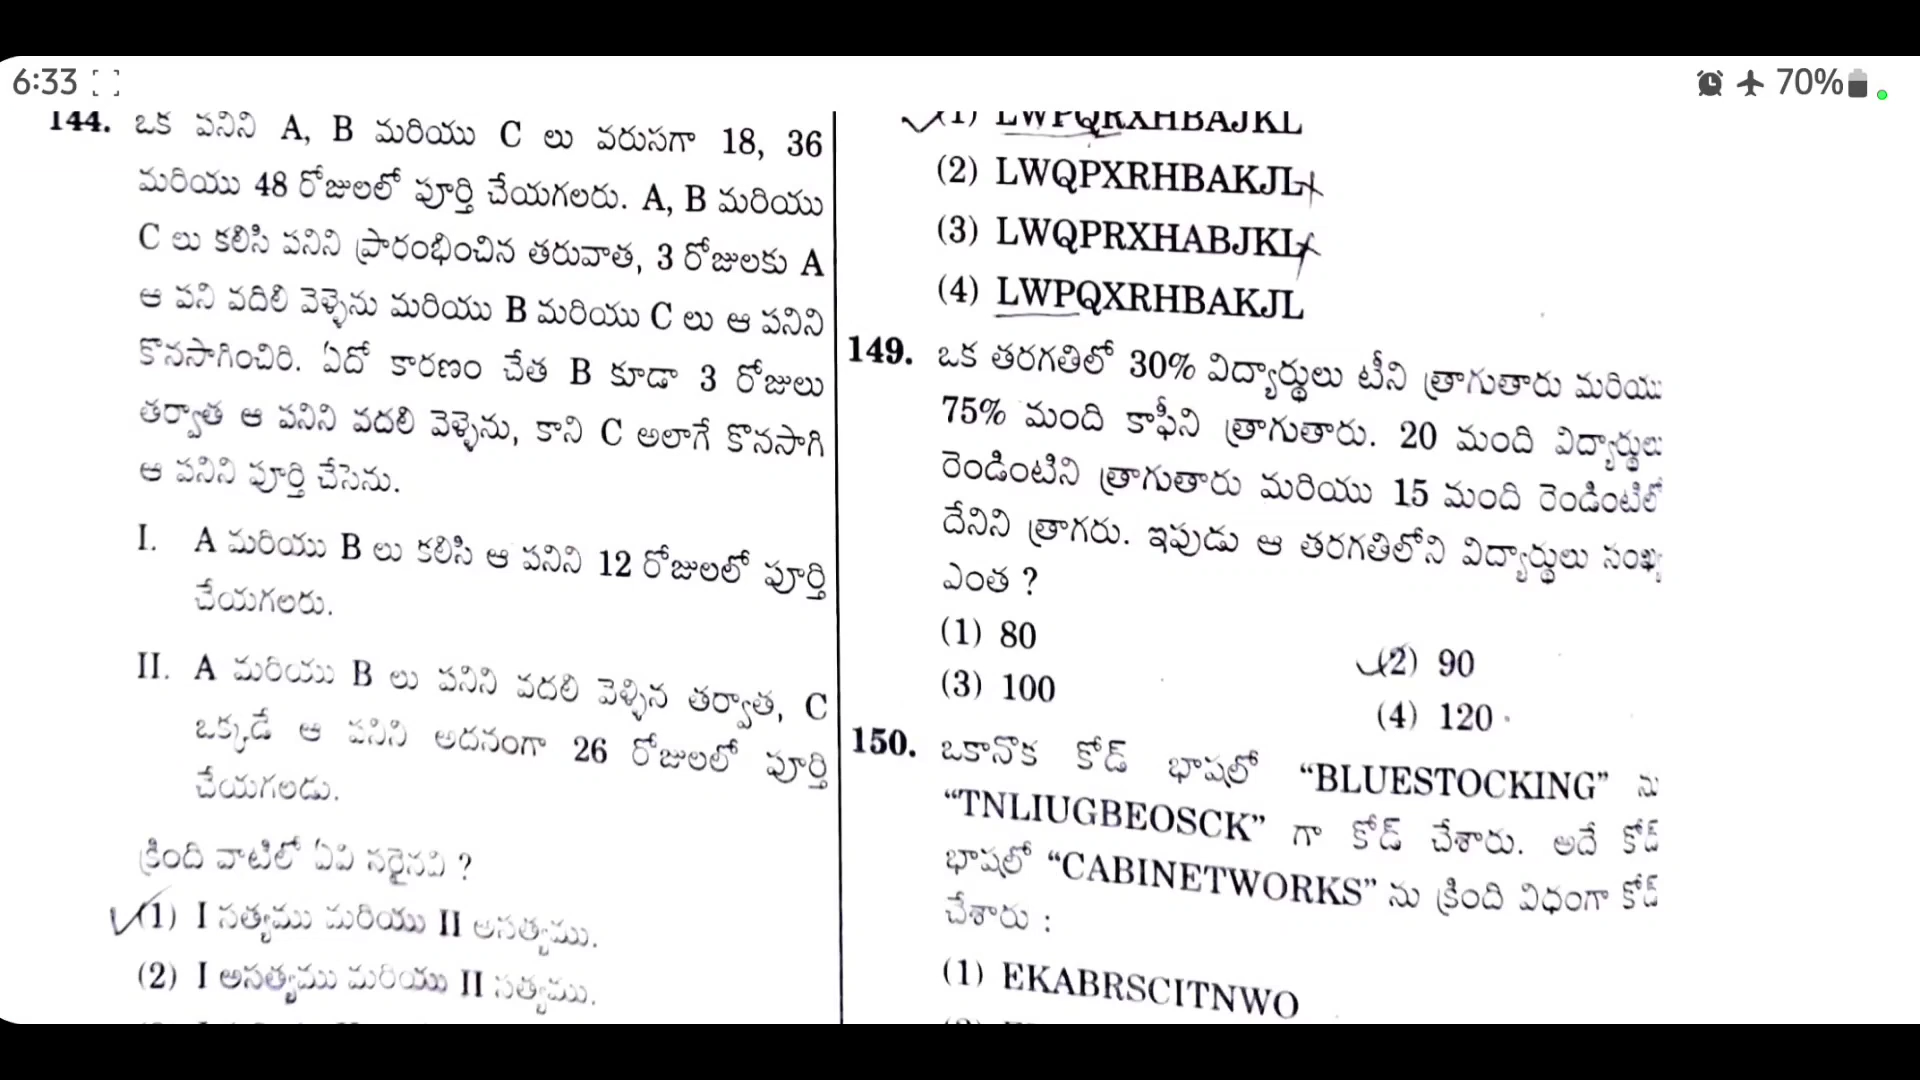 6:33
70%
144. ఒక పనిని A, B మరియు C లు వరుసగా 18, 36
మరియు 48 రోజులలో పూర్తి చేయగలరు. A, B మరియు
C లు కలిసి పనిని ప్రారంభించిన తరువాత, 3 రోజులకు A
ఆ పని వదిలి వెళ్ళెను మరియు B మరియు C లు ఆ పనిని
కొనసాగించిరి. ఏదో కారణం చేత B కూడా 3 రోజులు
తర్వాత ఆ పనిని వదలి వెళ్ళెను, కాని C అలాగే కొనసాగి
ఆ పనిని పూర్తి చేసెను.
I. A మరియు B లు కలిసి ఆ పనిని 12 రోజులలో పూర్తి
చేయగలరు.
II. A మరియు B లు పనిని వదలి వెళ్ళిన తర్వాత, C
ఒక్కడే ఆ పనిని అదనంగా 26 రోజులలో పూర్తి
చేయగలడు.
క్రింది వాటిలో ఏవి సరైనవి ?
(1) I సత్యము మరియు II అసత్యము.
(2) I అసత్యము మరియు II సత్యము.
(1) LWPQRXHBAJKL
(2) LWQPXRHBAKJL
(3) LWQPRXHABJKL
(4) LWPQXRHBAKJL
149. ఒక తరగతిలో 30% విద్యార్థులు టీని త్రాగుతారు మరియు
75% మంది కాఫీని త్రాగుతారు. 20 మంది విద్యార్థులు
రెండింటిని త్రాగుతారు మరియు 15 మంది రెండింటిలో
దేనిని త్రాగరు. ఇపుడు ఆ తరగతిలోని విద్యార్థులు సంఖ్య
ఎంత ?
(1) 80
(2) 90
(3) 100
(4) 120
150. ఒకానొక కోడ్ భాషలో “BLUESTOCKING” ను
“TNLIUGBEOSCK” గా కోడ్ చేశారు. అదే కోడ్
భాషలో “CABINETWORKS” ను క్రింది విధంగా కోడ్
చేశారు :
(1) EKABRSCITNWO